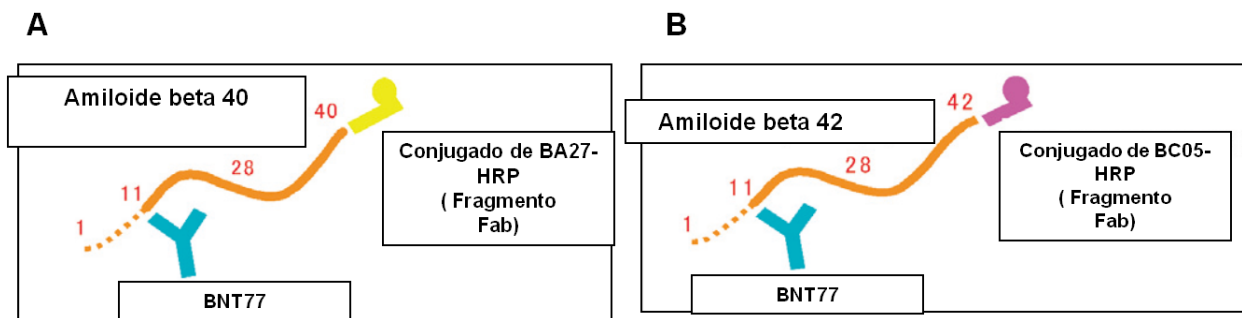 A
Amiloide beta 40
40
28
11
1
Conjugado de BA27-
HRP
( Fragmento
Fab)
BNT77
B
Amiloide beta 42
42
28
11
1
Conjugado de BC05-
HRP
( Fragmento
Fab)
BNT77